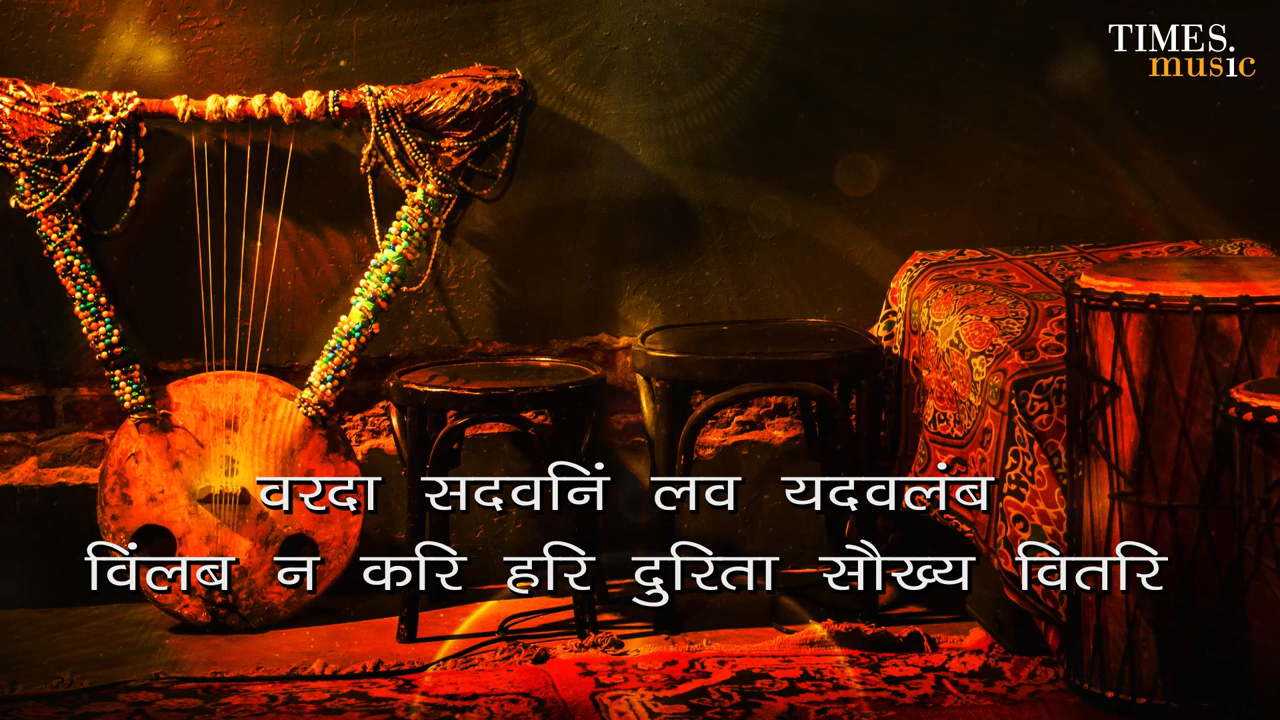 TIMES.
music
वरदा सदवनिं लव यदवलंब
विंलब न करि हरि दुरिता सौख्य वितरि